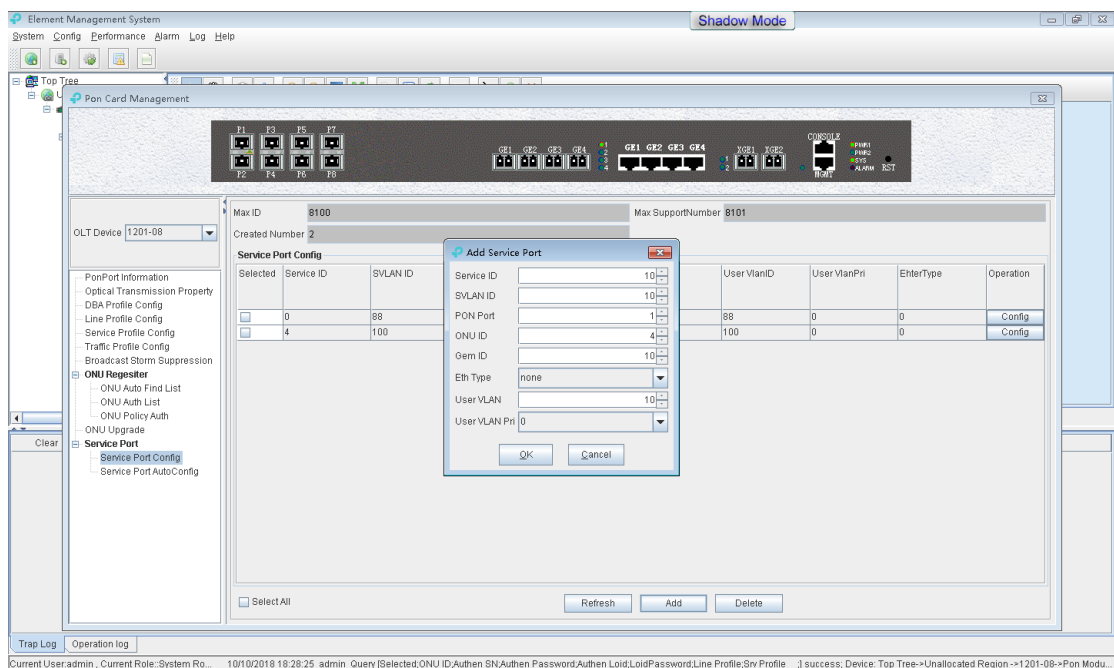 Element Management System
Shadow Mode
System Config Performance Alarm Log Help
Top Tree
Pon Card Management
P1 P3 P5 P7
P2 P4 P6 P8
GE1 GE2 GE3 GE4
1
2
3
4
GE1 GE2 GE3 GE4
1
2
XGE1 XGE2
CONSOLE
MGMT
PWR1
PWR2
SYS
ALARM
RST
OLT Device 1201-08
Max ID 8100
Max SupportNumber 8101
Created Number 2
Service Port Config
Selected Service ID SVLAN ID User VlanID User VlanPri EhterType Operation
0 88 88 0 0 Config
4 100 100 0 0 Config
PonPort Information
Optical Transmission Property
DBA Profile Config
Line Profile Config
Service Profile Config
Traffic Profile Config
Broadcast Storm Suppression
ONU Regesiter
ONU Auto Find List
ONU Auth List
ONU Policy Auth
ONU Upgrade
Service Port
Service Port Config
Service Port AutoConfig
Add Service Port
Service ID 10
SVLAN ID 10
PON Port 1
ONU ID 4
Gem ID 10
Eth Type none
User VLAN 10
User VLAN Pri 0
OK Cancel
Clear
Select All
Refresh Add Delete
Trap Log Operation log
Current User:admin , Current Role::System Ro... 10/10/2018 18:28:25 admin Query [Selected;ONU ID;Authen SN;Authen Password;Authen Loid;LoidPassword;Line Profile;Srv Profile ;] success; Device: Top Tree->Unallocated Region ->1201-08->Pon Modu...